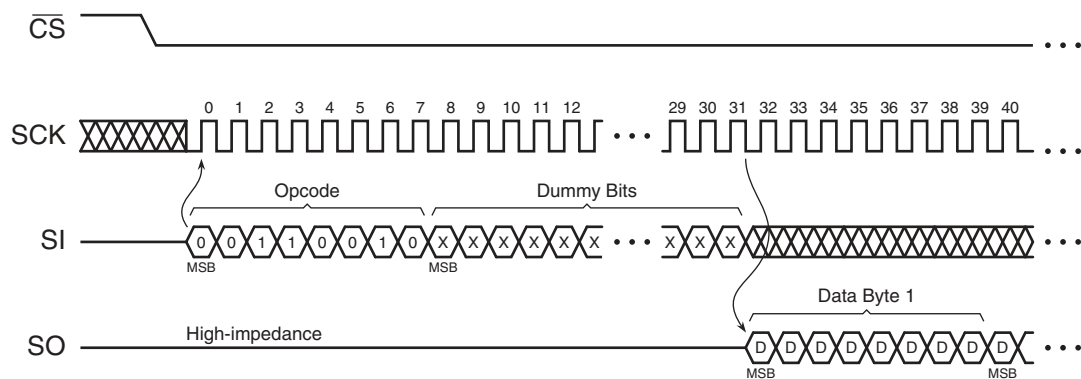 CS
0 1 2 3 4 5 6 7 8 9 10 11 12 29 30 31 32 33 34 35 36 37 38 39 40
SCK
Opcode Dummy Bits
SI 0 0 1 1 0 0 1 0 X X X X X X X X X
MSB MSB
Data Byte 1
High-impedance
SO D D D D D D D D D
MSB MSB